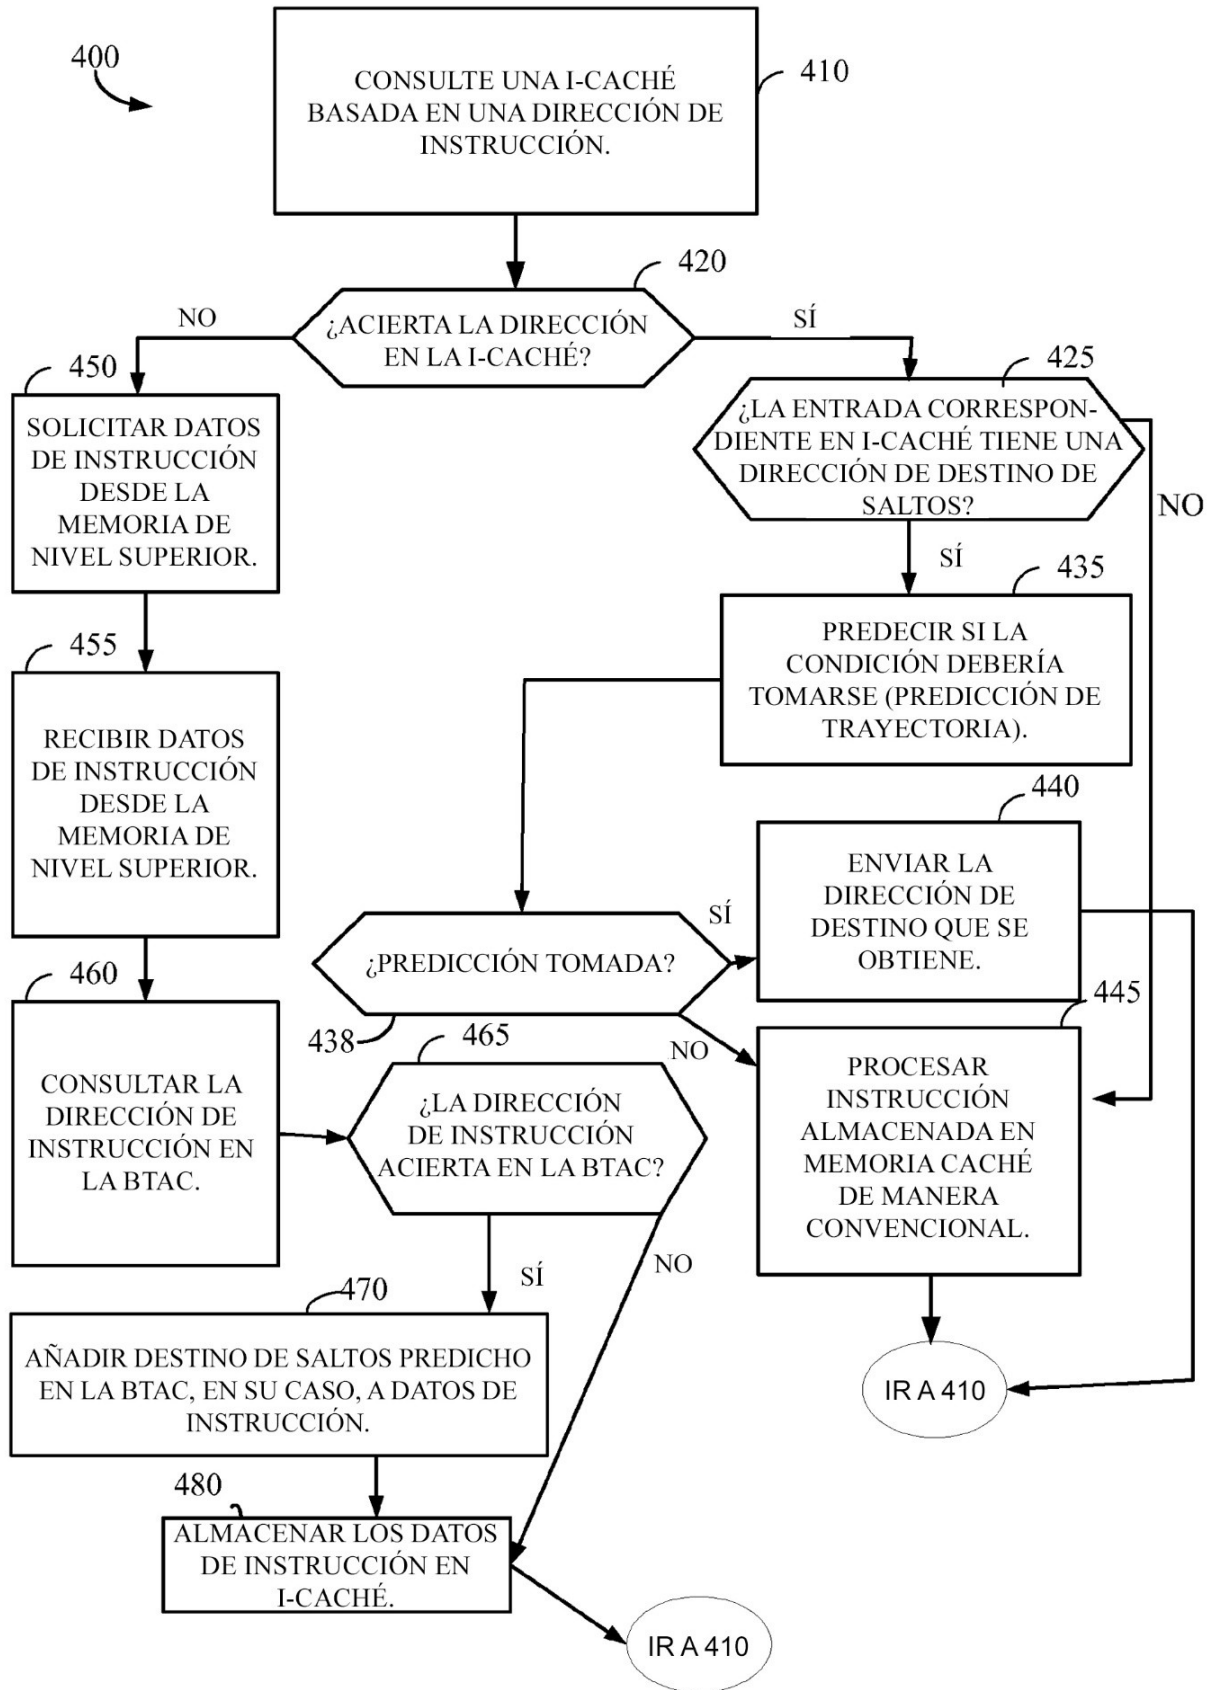 400
410
CONSULTE UNA I-CACHÉ
BASADA EN UNA DIRECCIÓN DE
INSTRUCCIÓN.
420
¿ACIERTA LA DIRECCIÓN
EN LA I-CACHÉ?
NO
SÍ
450
SOLICITAR DATOS
DE INSTRUCCIÓN
DESDE LA
MEMORIA DE
NIVEL SUPERIOR.
425
¿LA ENTRADA CORRESPON-
DIENTE EN I-CACHÉ TIENE UNA
DIRECCIÓN DE DESTINO DE
SALTOS?
NO
SÍ
435
PREDECIR SI LA
CONDICIÓN DEBERÍA
TOMARSE (PREDICCIÓN DE
TRAYECTORIA).
455
RECIBIR DATOS
DE INSTRUCCIÓN
DESDE LA
MEMORIA DE
NIVEL SUPERIOR.
440
ENVIAR LA
DIRECCIÓN DE
DESTINO QUE SE
OBTIENE.
SÍ
¿PREDICCIÓN TOMADA?
438
NO
445
PROCESAR
INSTRUCCIÓN
ALMACENADA EN
MEMORIA CACHÉ
DE MANERA
CONVENCIONAL.
460
CONSULTAR LA
DIRECCIÓN DE
INSTRUCCIÓN EN
LA BTAC.
465
¿LA DIRECCIÓN
DE INSTRUCCIÓN
ACIERTA EN LA BTAC?
SÍ
NO
470
AÑADIR DESTINO DE SALTOS PREDICHO
EN LA BTAC, EN SU CASO, A DATOS DE
INSTRUCCIÓN.
IR A 410
480
ALMACENAR LOS DATOS
DE INSTRUCCIÓN EN
I-CACHÉ.
IR A 410